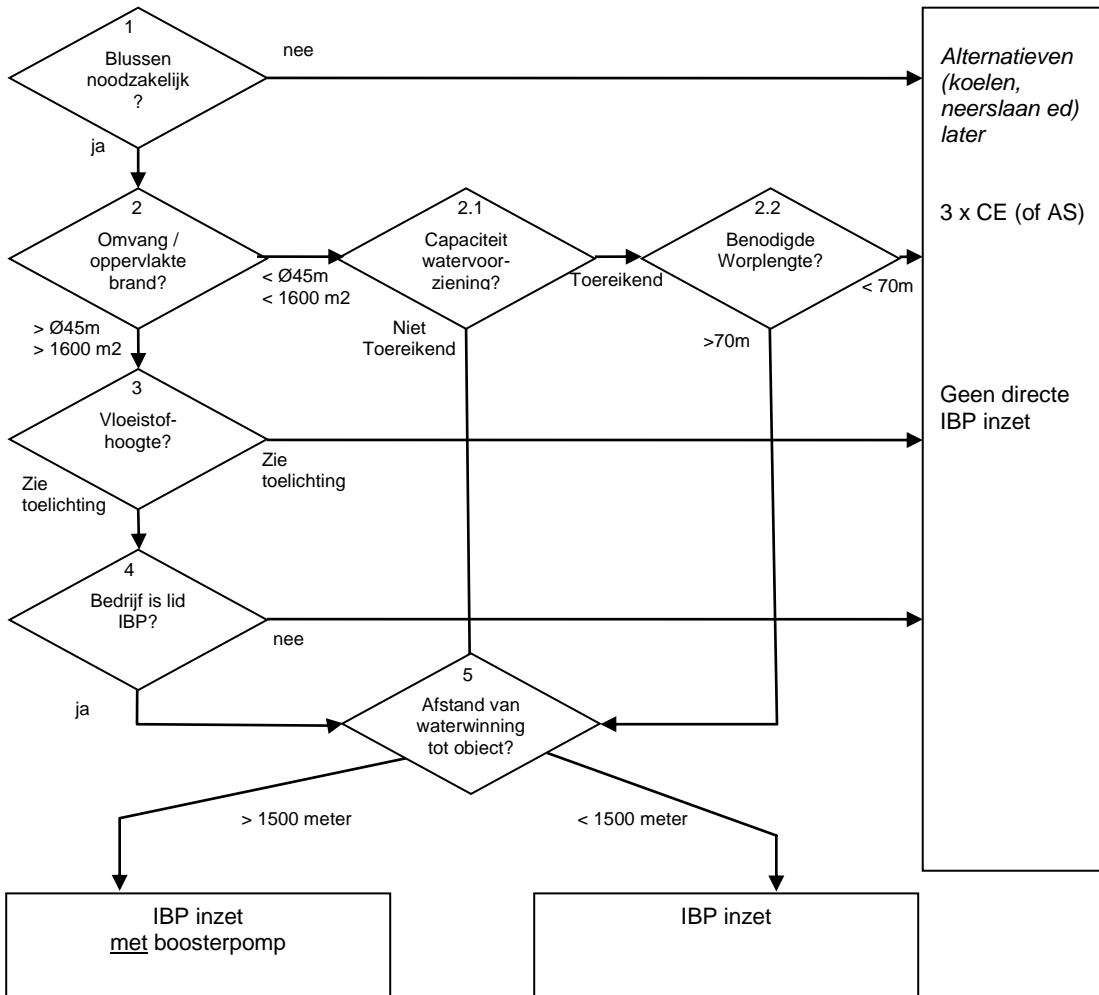 1
Blussen
noodzakelijk
?
nee
ja
Alternatieven
(koelen,
neerslaan ed)
later
2
Omvang /
oppervlakte
brand?
< Ø45m
< 1600 m2
> Ø45m
> 1600 m2
2.1
Capaciteit
watervoor-
ziening?
Toereikend
Niet
Toereikend
2.2
Benodigde
Worplengte?
< 70m
>70m
3 x CE (of AS)
3
Vloeistof-
hoogte?
Zie
toelichting
Zie
toelichting
Geen directe
IBP inzet
4
Bedrijf is lid
IBP?
nee
ja
5
Afstand van
waterwinning
tot object?
> 1500 meter
< 1500 meter
IBP inzet
met boosterpomp
IBP inzet